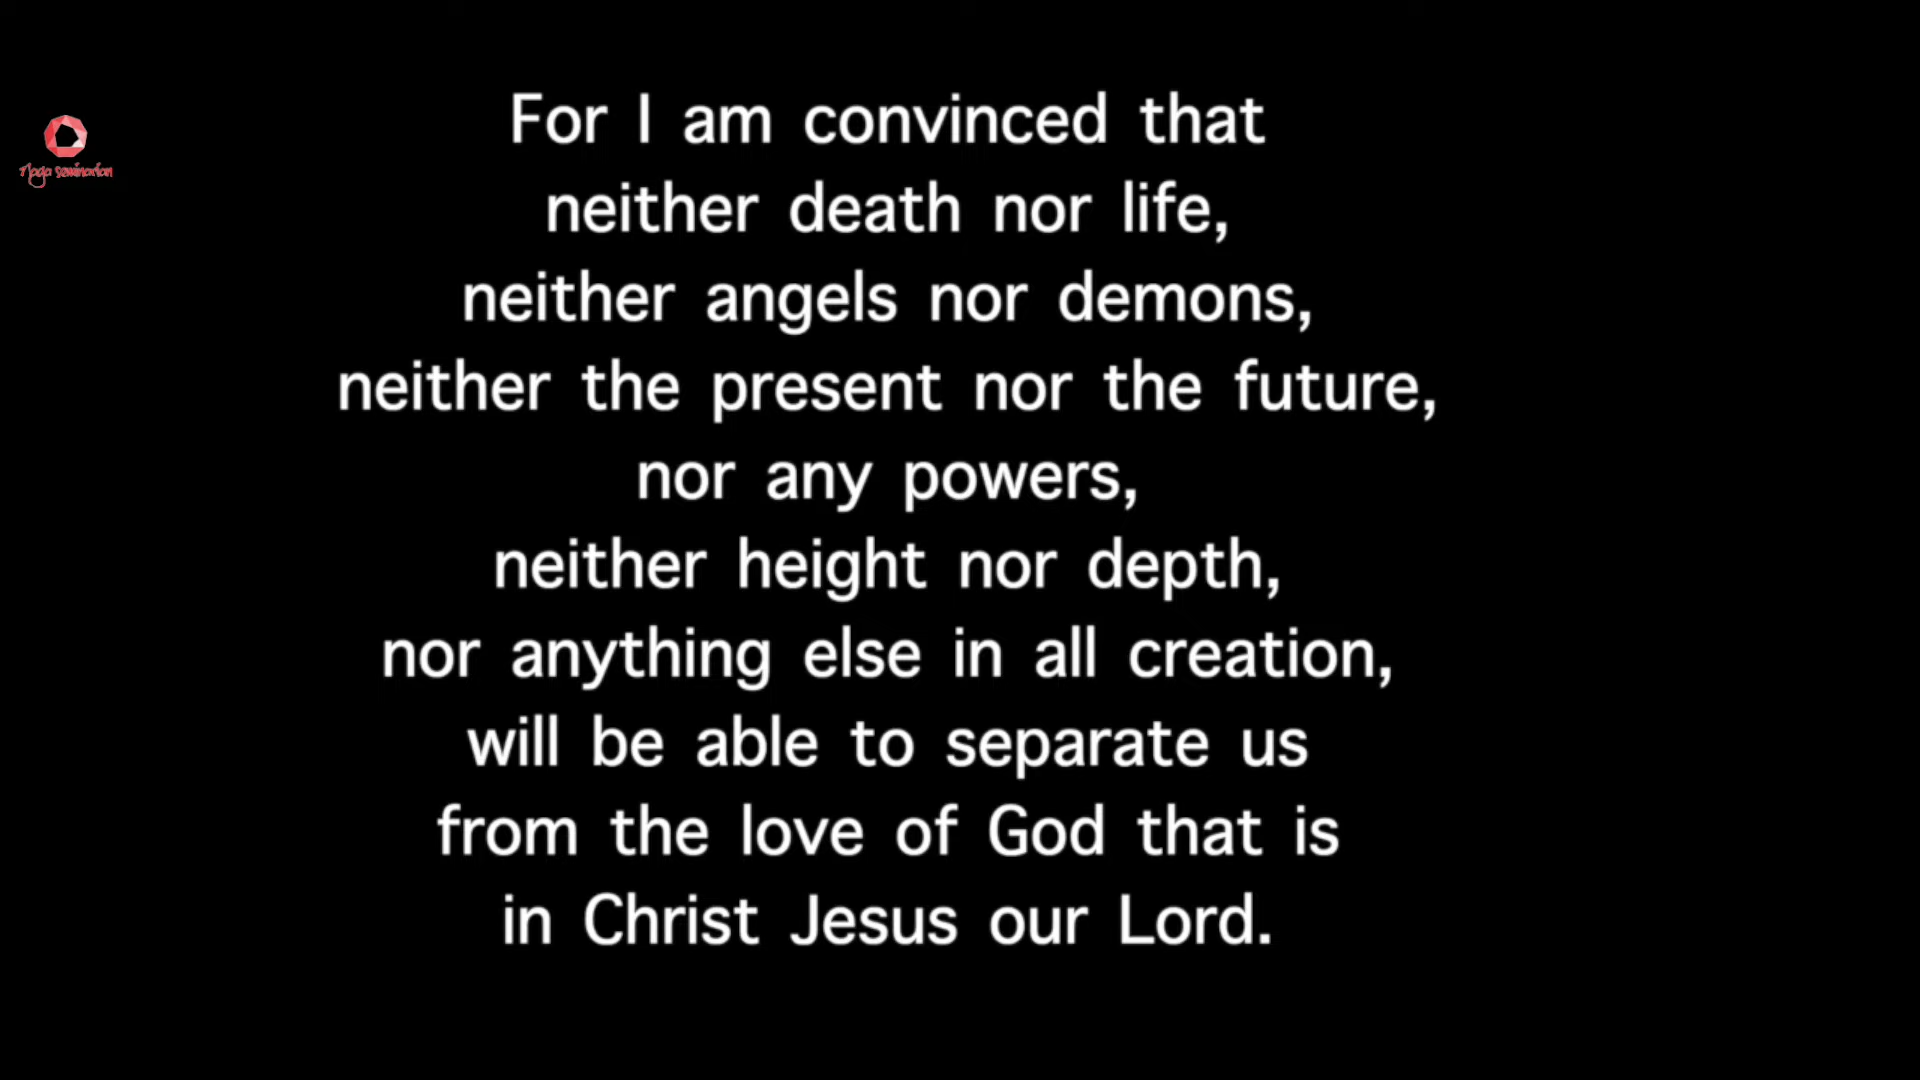 Naga Seminarian
For I am convinced that
neither death nor life,
neither angels nor demons,
neither the present nor the future,
nor any powers,
neither height nor depth,
nor anything else in all creation,
will be able to separate us
from the love of God that is
in Christ Jesus our Lord.